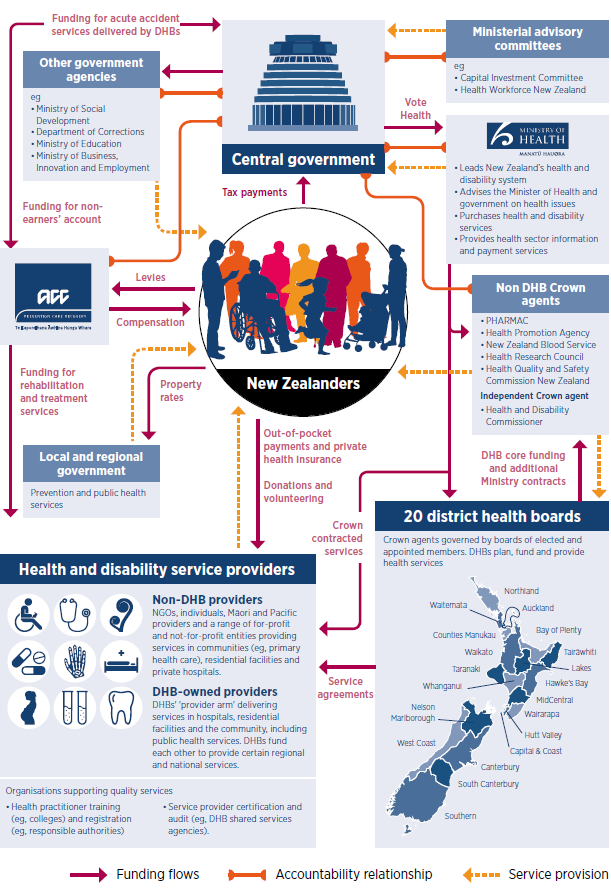 Funding for acute accident
services delivered by DHBs
Other government
agencies
eg
• Ministry of Social
Development
• Department of Corrections
• Ministry of Education
• Ministry of Business,
Innovation and Employment
Central government
Ministerial advisory
committees
eg
• Capital Investment Committee
• Health Workforce New Zealand
Vote
Health
MINISTRY OF
HEALTH
MANATŪ HAUORA
• Leads New Zealand's health and
disability system
• Advises the Minister of Health and
government on health issues
• Purchases health and disability
services
• Provides health sector information
and payment services
Tax payments
Funding for non-
earners' account
acc
PREVENTION CARE RECOVERY
Te Kaporeihana Āwhina Hunga Whara
Levies
Compensation
New Zealanders
Non DHB Crown
agents
• PHARMAC
• Health Promotion Agency
• New Zealand Blood Service
• Health Research Council
• Health Quality and Safety
Commission New Zealand
Independent Crown agent
• Health and Disability
Commissioner
Funding for
rehabilitation
and treatment
services
Property
rates
Local and regional
government
Prevention and public health
services
Out-of-pocket
payments and private
health insurance
Donations and
volunteering
Crown
contracted
services
DHB core funding
and additional
Ministry contracts
20 district health boards
Crown agents governed by boards of elected and
appointed members. DHBs plan, fund and provide
health services
Northland
Waitemata
Auckland
Counties Manukau
Bay of Plenty
Waikato
Tairāwhiti
Taranaki
Lakes
Whanganui
Hawke's Bay
MidCentral
Wairarapa
Nelson
Marlborough
Hutt Valley
West Coast
Capital & Coast
Canterbury
South Canterbury
Southern
Health and disability service providers
Non-DHB providers
NGOs, individuals, Māori and Pacific
providers and a range of for-profit
and not-for-profit entities providing
services in communities (eg, primary
health care), residential facilities and
private hospitals.
DHB-owned providers
DHBs' 'provider arm' delivering
services in hospitals, residential
facilities and the community, including
public health services. DHBs fund
each other to provide certain regional
and national services.
Service
agreements
Organisations supporting quality services
• Health practitioner training
(eg, colleges) and registration
(eg, responsible authorities)
• Service provider certification and
audit (eg, DHB shared services
agencies).
Funding flows
Accountability relationship
Service provision